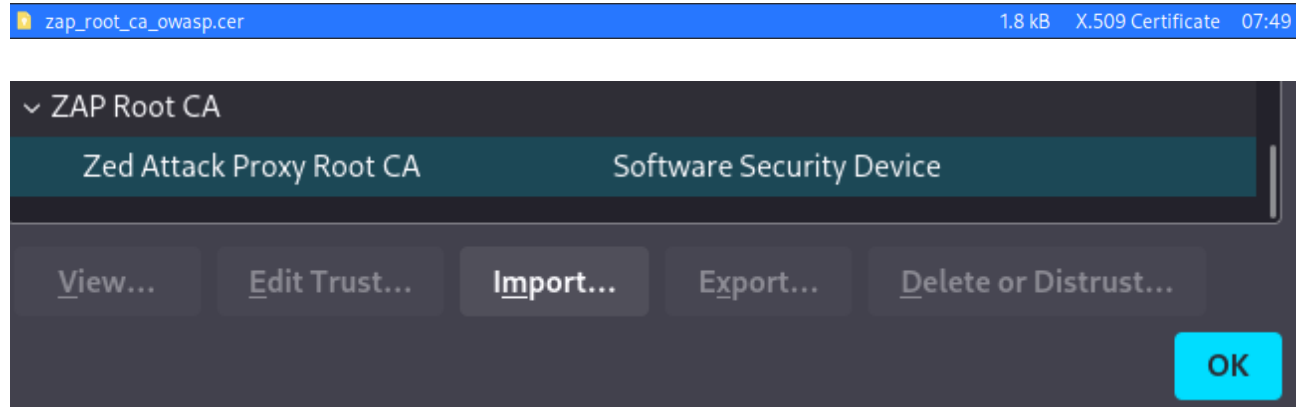 zap_root_ca_owasp.cer 1.8 kB X.509 Certificate 07:49
ZAP Root CA
Zed Attack Proxy Root CA Software Security Device
View... Edit Trust... Import... Export... Delete or Distrust...
OK